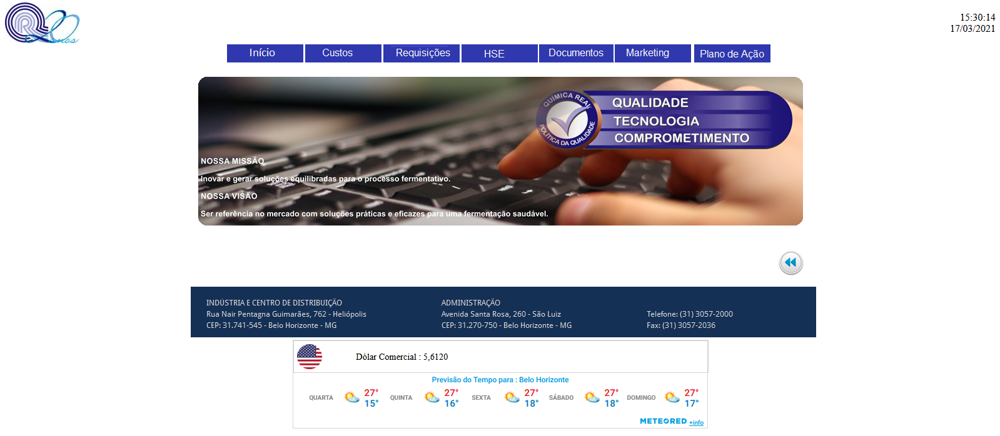 20 anos
15:30:14
17/03/2021
Início
Custos
Requisições
HSE
Documentos
Marketing
Plano de Ação
QUÍMICA REAL
POLÍTICA DA QUALIDADE
QUALIDADE
TECNOLOGIA
COMPROMETIMENTO
NOSSA MISSÃO
Inovar e gerar soluções equilibradas para o processo fermentativo.
NOSSA VISÃO
Ser referência no mercado com soluções práticas e eficazes para uma fermentação saudável.
INDÚSTRIA E CENTRO DE DISTRIBUIÇÃO
Rua Nair Pentagna Guimarães, 762 - Heliópolis
CEP: 31.741-545 - Belo Horizonte - MG
ADMINISTRAÇÃO
Avenida Santa Rosa, 260 - São Luiz
CEP: 31.270-750 - Belo Horizonte - MG
Telefone: (31) 3057-2000
Fax: (31) 3057-2036
Dólar Comercial : 5,6120
Previsão do Tempo para : Belo Horizonte
QUARTA 27° 15°
QUINTA 27° 16°
SEXTA 27° 18°
SÁBADO 27° 18°
DOMINGO 27° 17°
METEORED +info